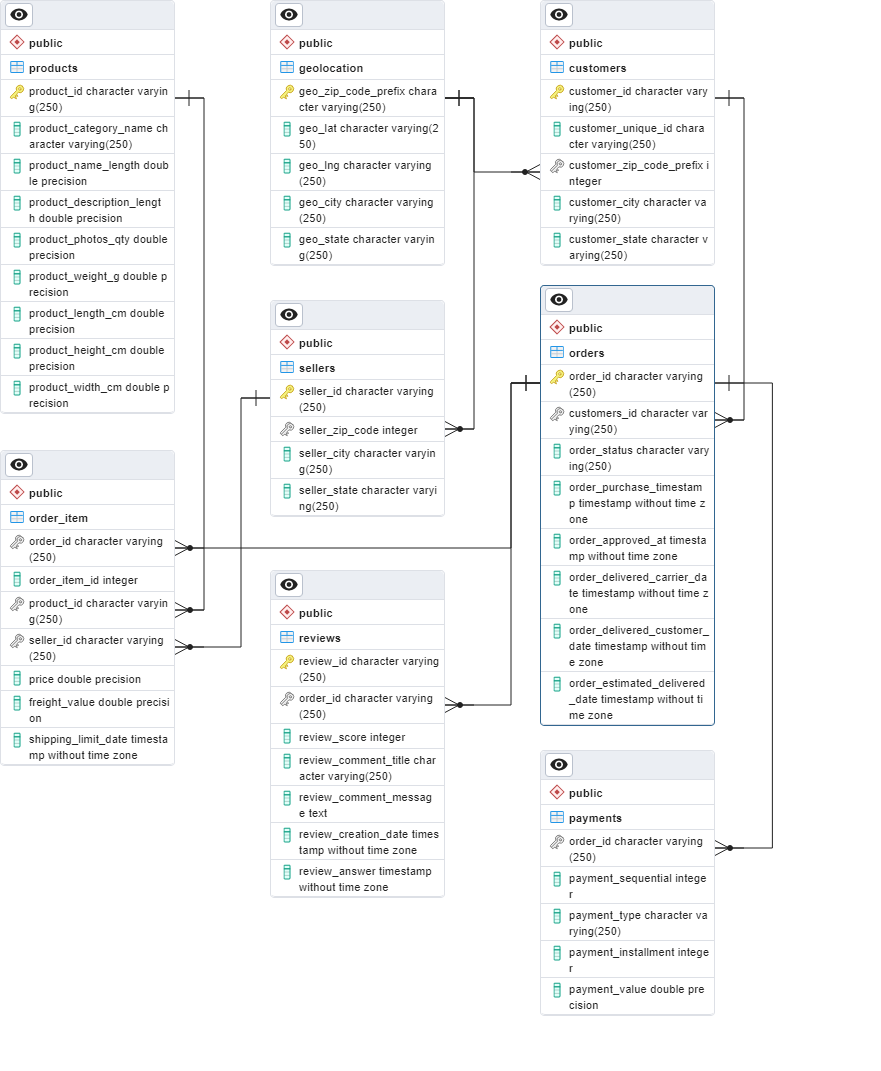 public
products
product_id character varyin
g(250)
product_category_name ch
aracter varying(250)
product_name_length doub
le precision
product_description_lengt
h double precision
product_photos_qty double
precision
product_weight_g double p
recision
product_length_cm double
precision
product_height_cm double
precision
product_width_cm double p
recision
public
geolocation
geo_zip_code_prefix chara
cter varying(250)
geo_lat character varying(2
50)
geo_lng character varying
(250)
geo_city character varying
(250)
geo_state character varyin
g(250)
public
customers
customer_id character vary
ing(250)
customer_unique_id chara
cter varying(250)
customer_zip_code_prefix i
nteger
customer_city character va
rying(250)
customer_state character v
arying(250)
public
sellers
seller_id character varying
(250)
seller_zip_code integer
seller_city character varyin
g(250)
seller_state character varyi
ng(250)
public
orders
order_id character varying
(250)
customers_id character var
ying(250)
order_status character vary
ing(250)
order_purchase_timestam
p timestamp without time z
one
order_approved_at timesta
mp without time zone
order_delivered_carrier_da
te timestamp without time z
one
order_delivered_customer_
date timestamp without tim
e zone
order_estimated_delivered
_date timestamp without ti
me zone
public
order_item
order_id character varying
(250)
order_item_id integer
product_id character varyin
g(250)
seller_id character varying
(250)
price double precision
freight_value double precisi
on
shipping_limit_date timesta
mp without time zone
public
reviews
review_id character varying
(250)
order_id character varying
(250)
review_score integer
review_comment_title char
acter varying(250)
review_comment_messag
e text
review_creation_date times
tamp without time zone
review_answer timestamp
without time zone
public
payments
order_id character varying
(250)
payment_sequential intege
r
payment_type character va
rying(250)
payment_installment intege
r
payment_value double pre
cision